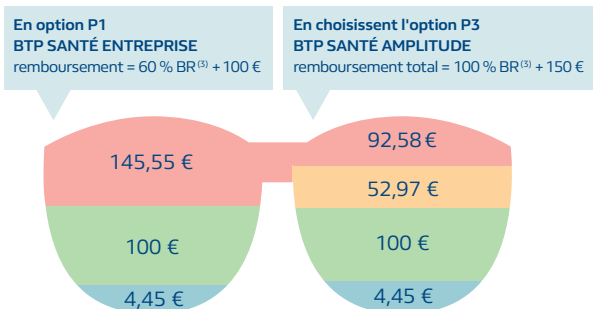 En option P1
BTP SANTÉ ENTREPRISE
remboursement = 60 % BR⁽³⁾ + 100 €
En choisissent l'option P3
BTP SANTÉ AMPLITUDE
remboursement total = 100 % BR⁽³⁾ + 150 €
145,55 €
100 €
4,45 €
92,58 €
52,97 €
100 €
4,45 €